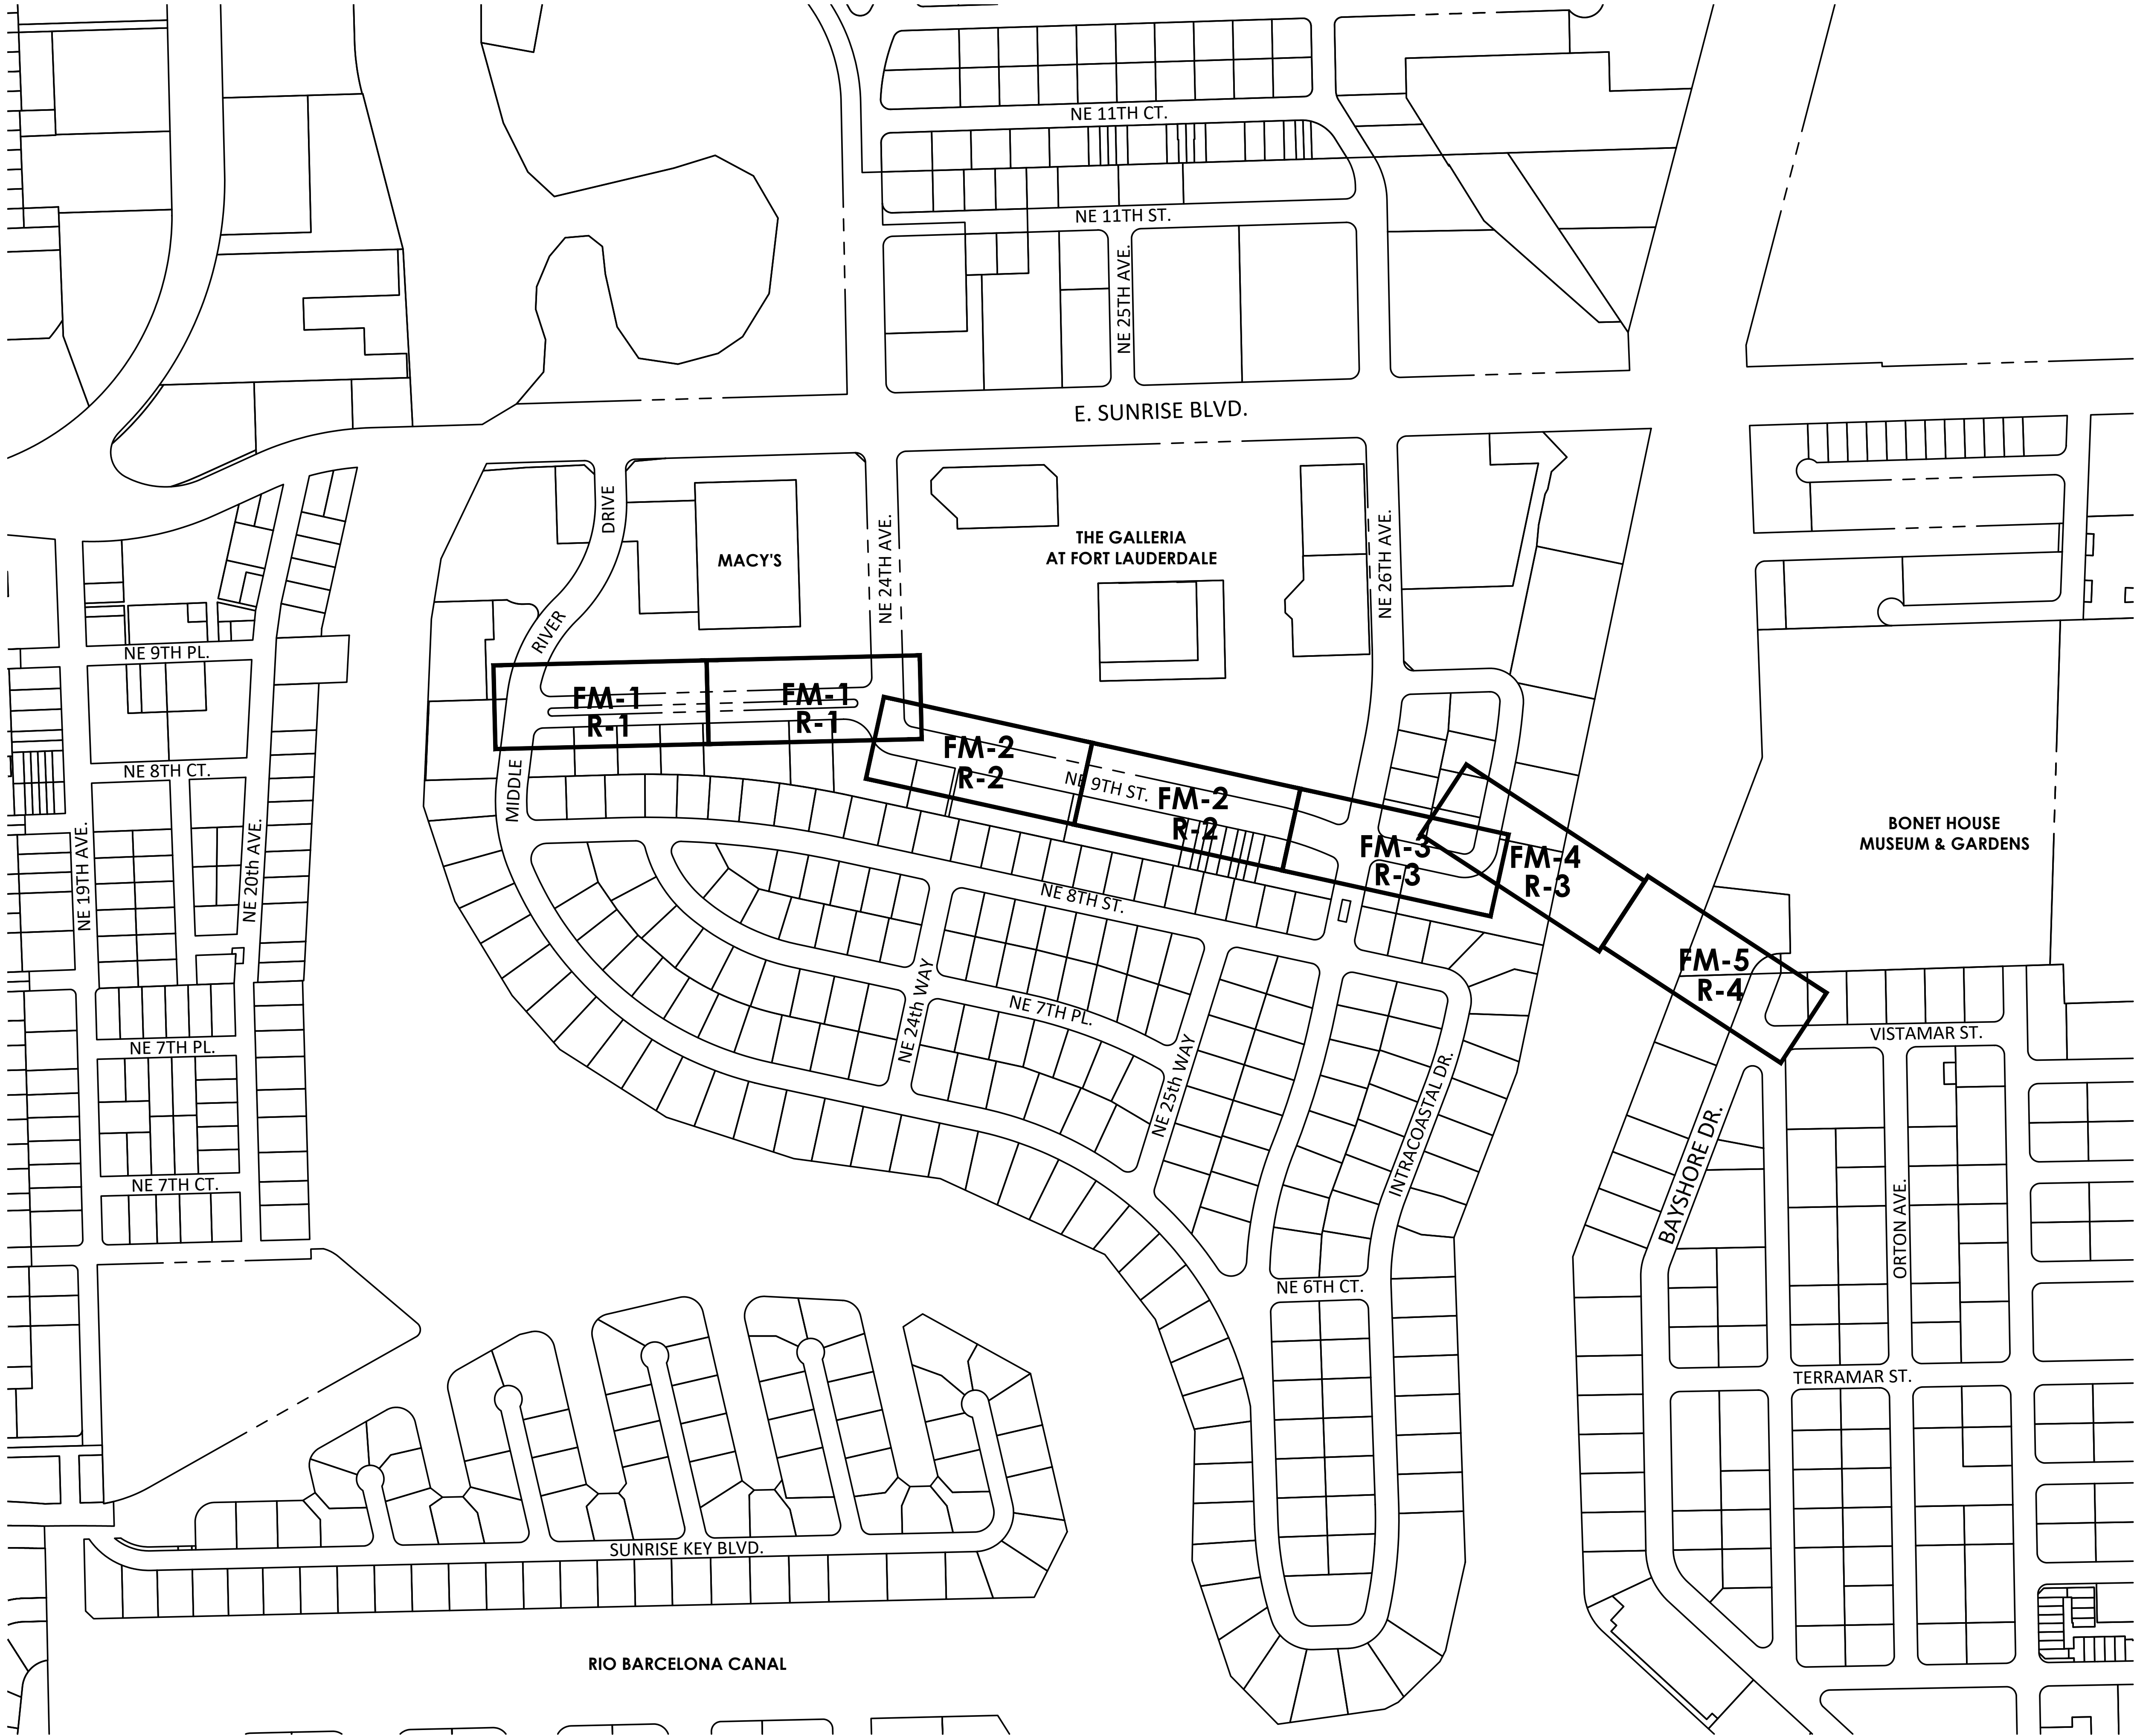 NE 11TH CT.
NE 11TH ST.
NE 25TH AVE.
E. SUNRISE BLVD.
DRIVE
MACY'S
NE 24TH AVE.
THE GALLERIA
AT FORT LAUDERDALE
NE 26TH AVE.
RIVER
NE 9TH PL.
FM-1
R-1
FM-1
R-1
FM-2
R-2
NE 9TH ST.
FM-2
R-2
NE 8TH CT.
MIDDLE
NE 19TH AVE.
NE 20th AVE.
FM-3
R-3
FM-4
R-3
BONET HOUSE
MUSEUM & GARDENS
NE 8TH ST.
FM-5
R-4
NE 24th WAY
NE 7TH PL.
VISTAMAR ST.
NE 7TH PL.
NE 25th WAY
INTRACOASTAL DR.
BAYSHORE DR.
NE 7TH CT.
ORTON AVE.
NE 6TH CT.
TERRAMAR ST.
SUNRISE KEY BLVD.
RIO BARCELONA CANAL